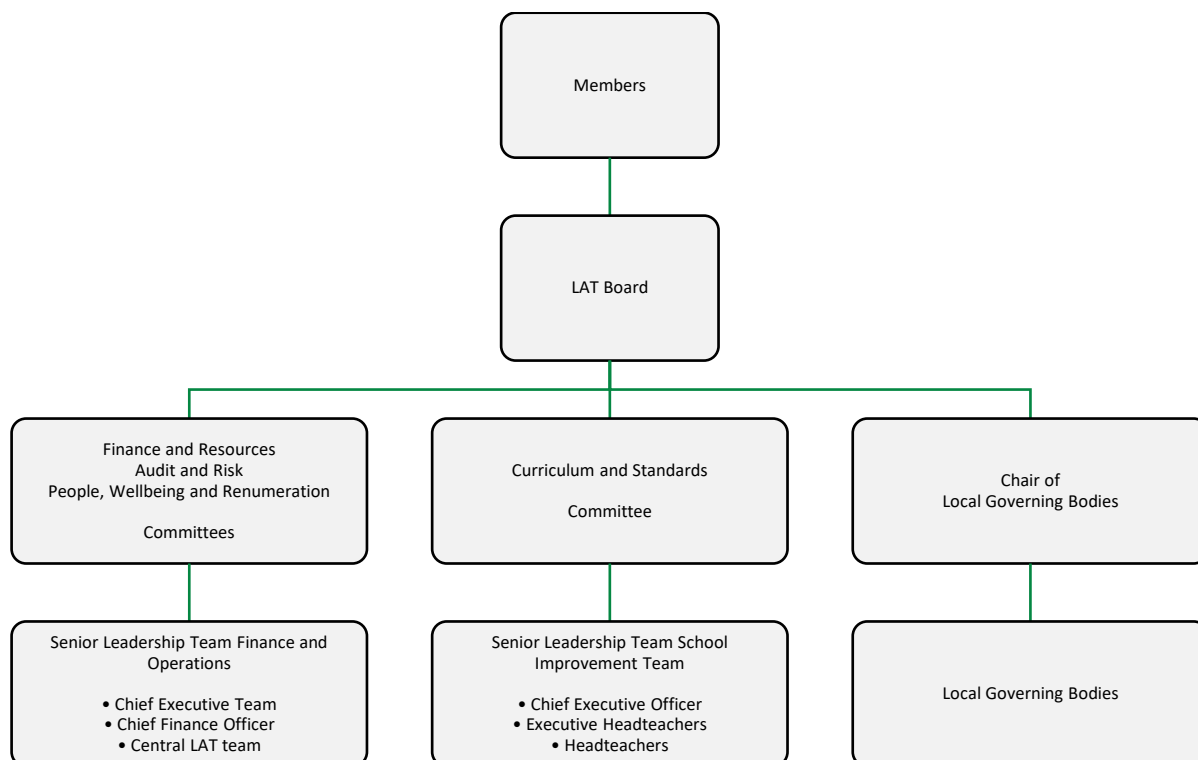 Members
LAT Board
Finance and Resources
Audit and Risk
People, Wellbeing and Renumeration
Committees
Curriculum and Standards
Committee
Chair of
Local Governing Bodies
Senior Leadership Team Finance and
Operations
• Chief Executive Team
• Chief Finance Officer
• Central LAT team
Senior Leadership Team School
Improvement Team
• Chief Executive Officer
• Executive Headteachers
• Headteachers
Local Governing Bodies